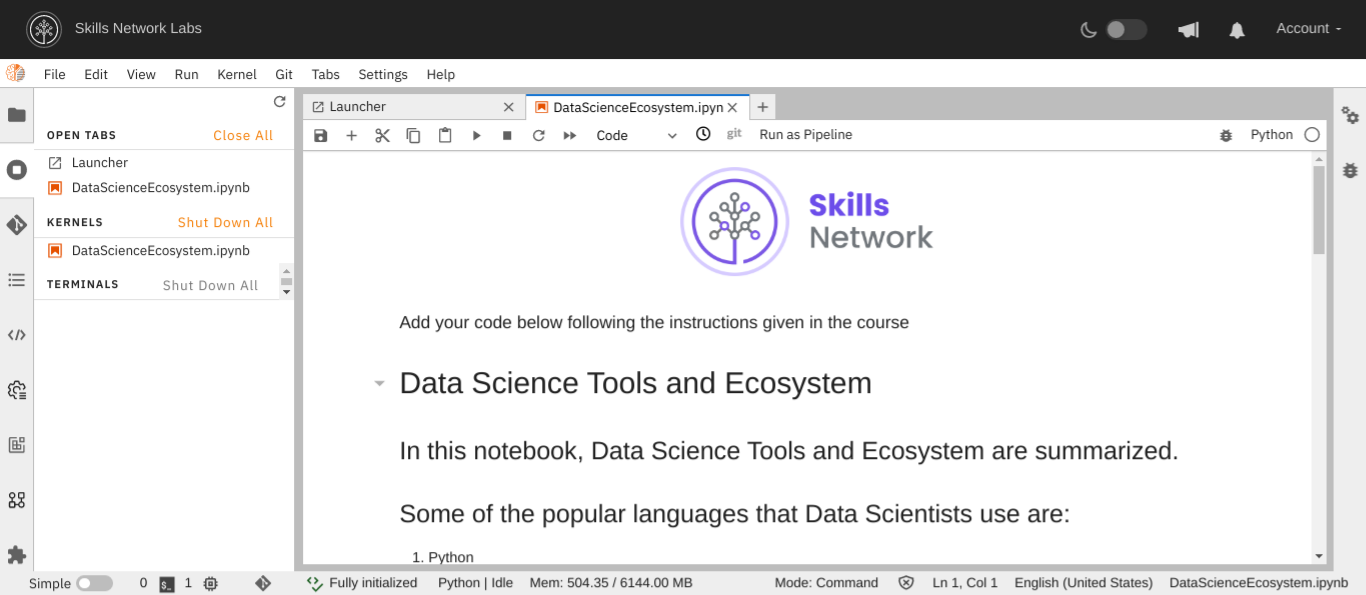 Skills Network Labs
Account
File Edit View Run Kernel Git Tabs Settings Help
Launcher
DataScienceEcosystem.ipyn
OPEN TABS Close All
Launcher
DataScienceEcosystem.ipynb
KERNELS Shut Down All
DataScienceEcosystem.ipynb
TERMINALS Shut Down All
Code git Run as Pipeline Python
Skills
Network
Add your code below following the instructions given in the course
Data Science Tools and Ecosystem
In this notebook, Data Science Tools and Ecosystem are summarized.
Some of the popular languages that Data Scientists use are:
1. Python
Simple 0 $_ 1 Fully initialized Python | Idle Mem: 504.35 / 6144.00 MB Mode: Command Ln 1, Col 1 English (United States) DataScienceEcosystem.ipynb